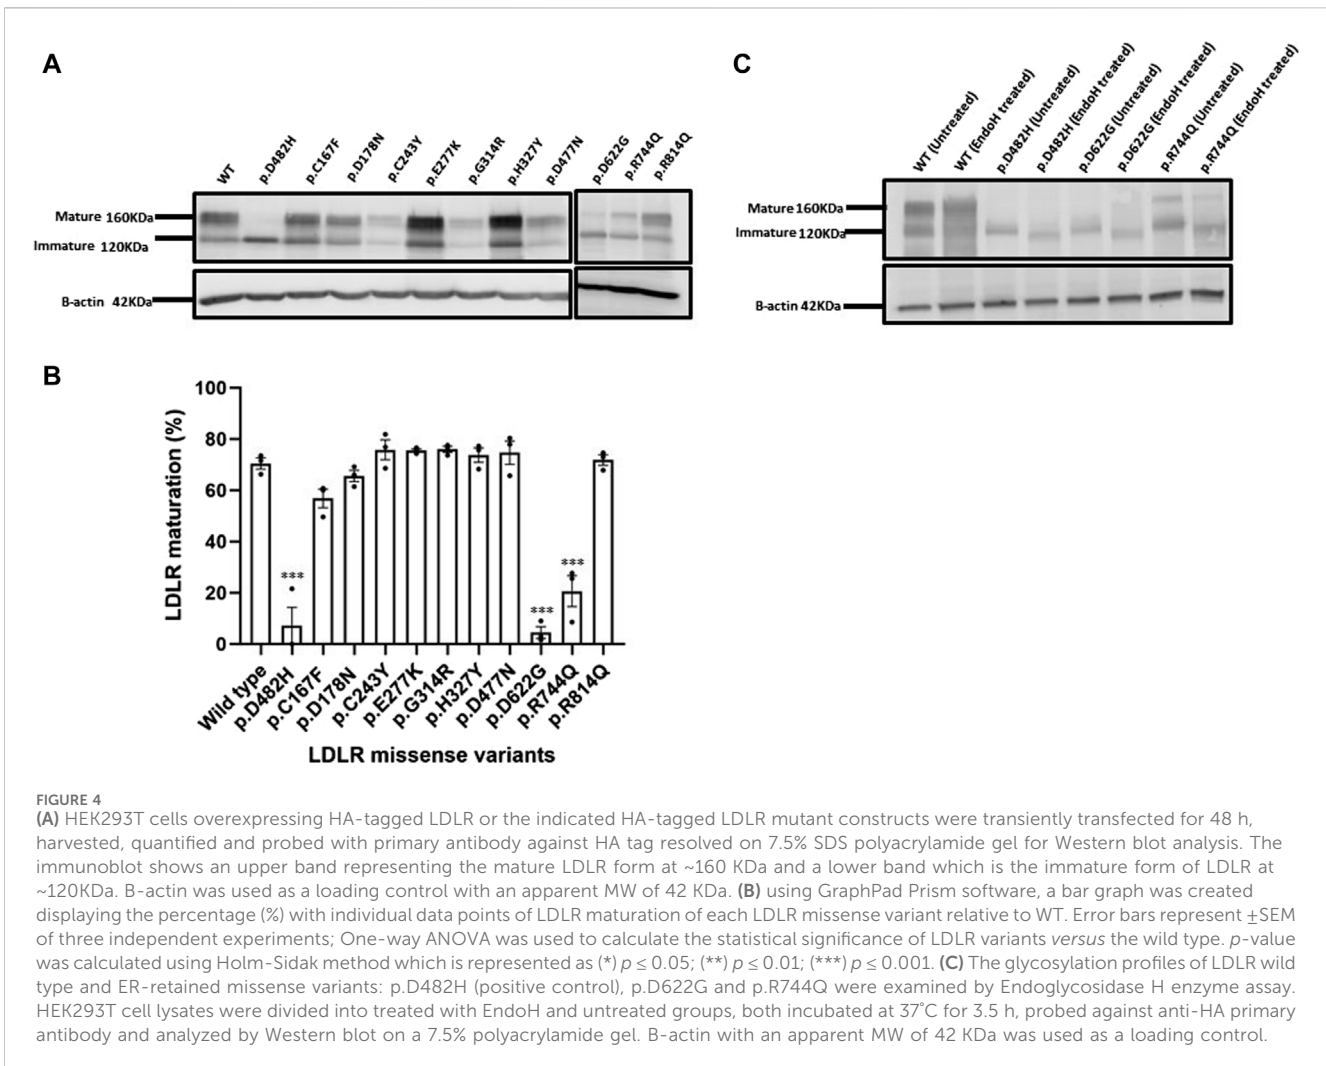 A
WT
p.D482H
p.C167F
p.D178N
p.C243Y
p.E277K
p.G314R
p.H327Y
p.D477N
p.D622G
p.R744Q
p.R814Q
Mature 160KDa
Immature 120KDa
B-actin 42KDa
C
WT (Untreated)
WT (EndoH treated)
p.D482H (Untreated)
p.D482H (EndoH treated)
p.D622G (Untreated)
p.D622G (EndoH treated)
p.R744Q (Untreated)
p.R744Q (EndoH treated)
Mature 160KDa
Immature 120KDa
B-actin 42KDa
B
LDLR maturation (%)
100
80
60
40
20
0
***
***
***
Wild type
p.D482H
p.C167F
p.D178N
p.C243Y
p.E277K
p.G314R
p.H327Y
p.D477N
p.D622G
p.R744Q
p.R814Q
LDLR missense variants
FIGURE 4
(A) HEK293T cells overexpressing HA-tagged LDLR or the indicated HA-tagged LDLR mutant constructs were transiently transfected for 48 h,
harvested, quantified and probed with primary antibody against HA tag resolved on 7.5% SDS polyacrylamide gel for Western blot analysis. The
immunoblot shows an upper band representing the mature LDLR form at ~160 KDa and a lower band which is the immature form of LDLR at
~120KDa. B-actin was used as a loading control with an apparent MW of 42 KDa. (B) using GraphPad Prism software, a bar graph was created
displaying the percentage (%) with individual data points of LDLR maturation of each LDLR missense variant relative to WT. Error bars represent ±SEM
of three independent experiments; One-way ANOVA was used to calculate the statistical significance of LDLR variants versus the wild type. p-value
was calculated using Holm-Sidak method which is represented as (*) p ≤ 0.05; (**) p ≤ 0.01; (***) p ≤ 0.001. (C) The glycosylation profiles of LDLR wild
type and ER-retained missense variants: p.D482H (positive control), p.D622G and p.R744Q were examined by Endoglycosidase H enzyme assay.
HEK293T cell lysates were divided into treated with EndoH and untreated groups, both incubated at 37°C for 3.5 h, probed against anti-HA primary
antibody and analyzed by Western blot on a 7.5% polyacrylamide gel. B-actin with an apparent MW of 42 KDa was used as a loading control.